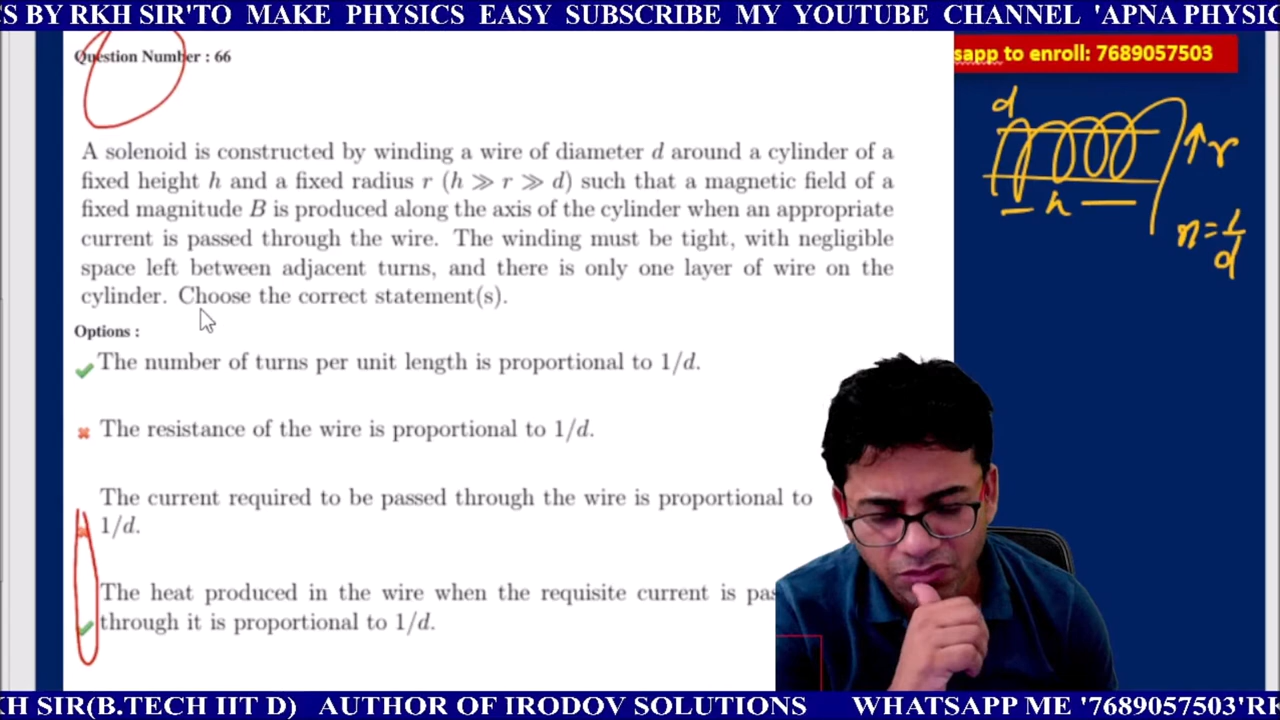 CS BY RKH SIR'TO MAKE PHYSICS EASY SUBSCRIBE MY YOUTUBE CHANNEL 'APNA PHYSIC
Question Number : 66
sapp to enroll: 7689057503
d
r
h
n=1/d
A solenoid is constructed by winding a wire of diameter d around a cylinder of a
fixed height h and a fixed radius r (h ≫ r ≫ d) such that a magnetic field of a
fixed magnitude B is produced along the axis of the cylinder when an appropriate
current is passed through the wire. The winding must be tight, with negligible
space left between adjacent turns, and there is only one layer of wire on the
cylinder. Choose the correct statement(s).
Options :
The number of turns per unit length is proportional to 1/d.
The resistance of the wire is proportional to 1/d.
The current required to be passed through the wire is proportional to
1/d.
The heat produced in the wire when the requisite current is pas
through it is proportional to 1/d.
KH SIR(B.TECH IIT D) AUTHOR OF IRODOV SOLUTIONS WHATSAPP ME '7689057503'R